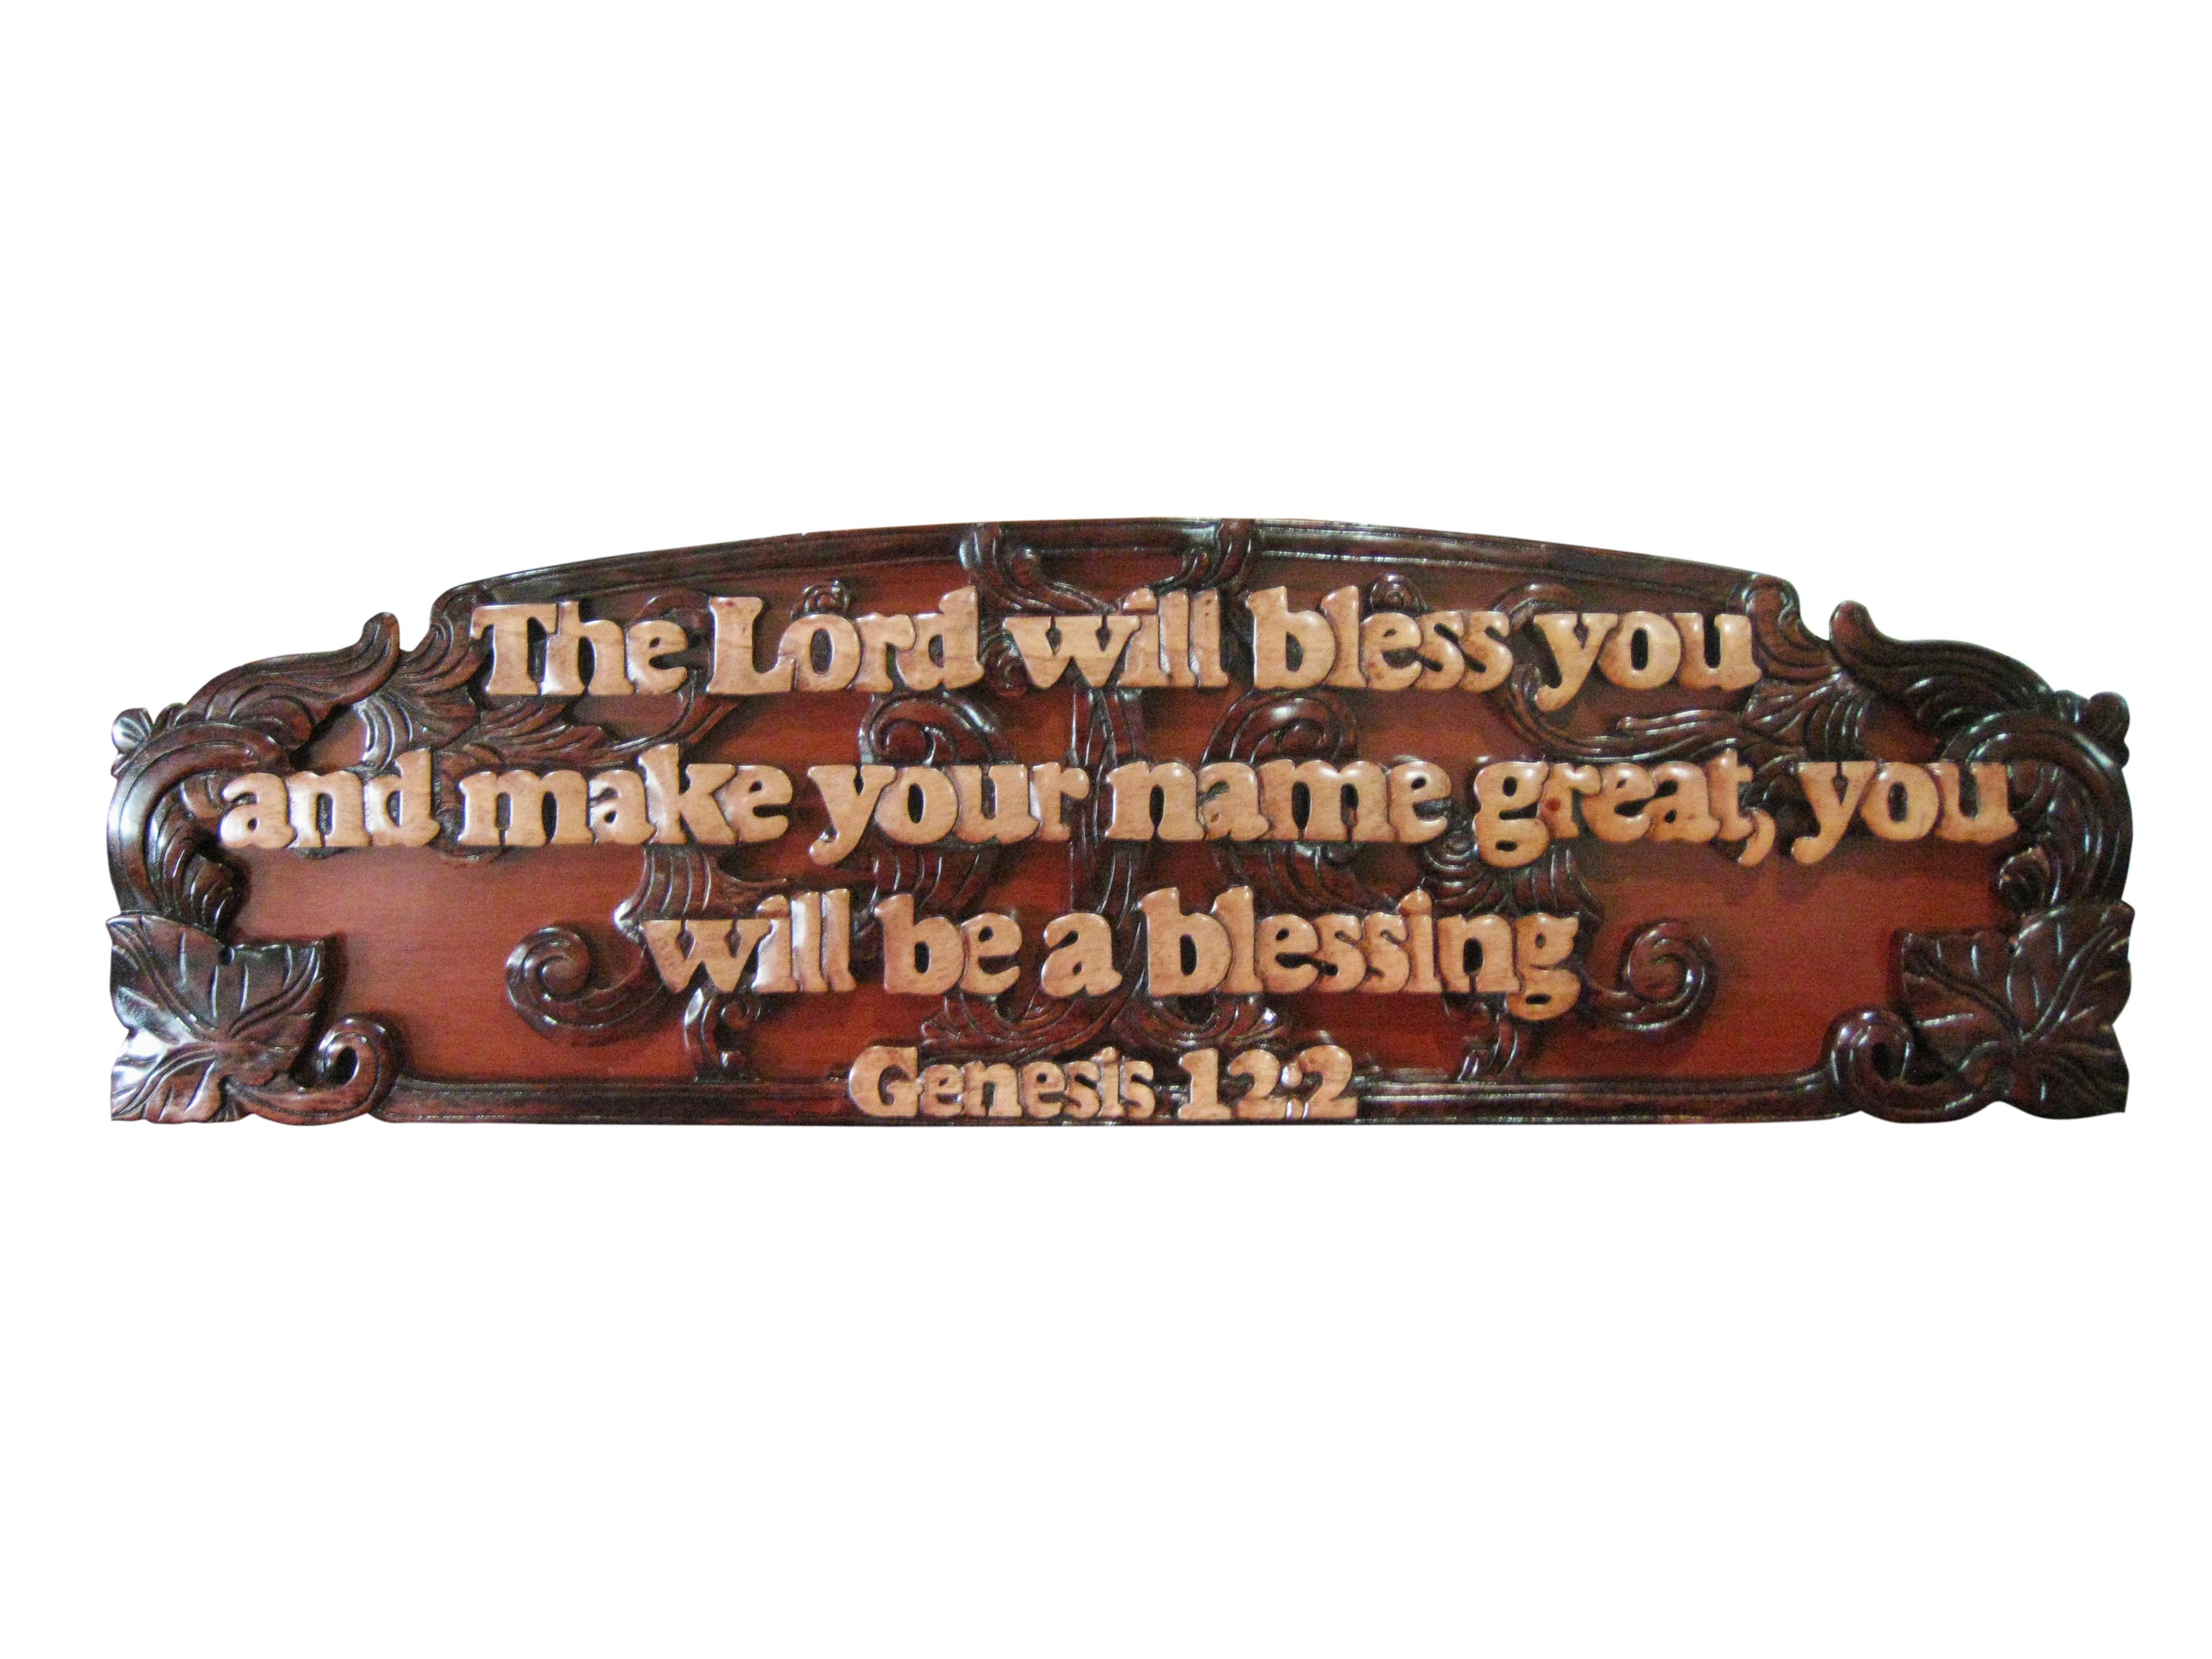 The Lord will bless you
and make your name great, you
will be a blessing
Genesis 12:2